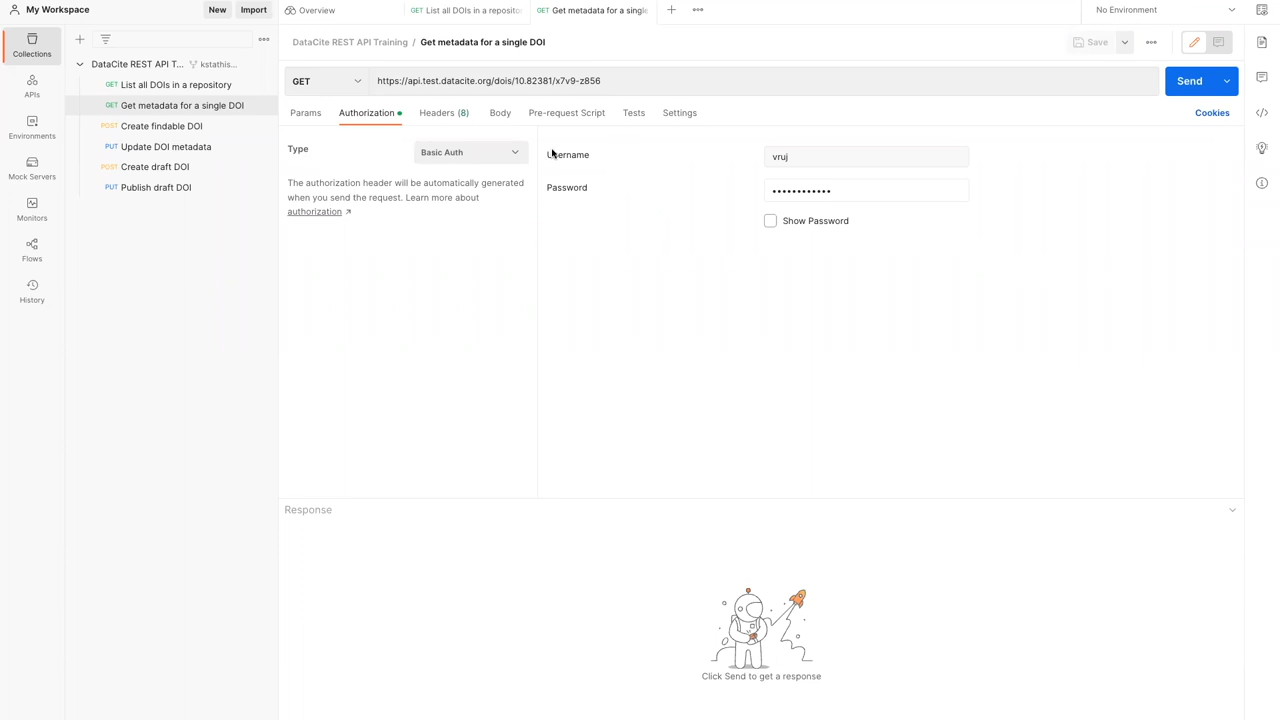 My Workspace
New
Import
Overview
GET List all DOIs in a reposito
GET Get metadata for a single
No Environment
Collections
DataCite REST API T... kstathis...
GET List all DOIs in a repository
GET Get metadata for a single DOI
POST Create findable DOI
PUT Update DOI metadata
POST Create draft DOI
PUT Publish draft DOI
APIs
Environments
Mock Servers
Monitors
Flows
History
DataCite REST API Training / Get metadata for a single DOI
Save
GET
https://api.test.datacite.org/dois/10.82381/x7v9-z856
Send
Params
Authorization
Headers (8)
Body
Pre-request Script
Tests
Settings
Cookies
Type
Basic Auth
The authorization header will be automatically generated
when you send the request. Learn more about
authorization ↗
Username
vruj
Password
••••••••••••
Show Password
Response
Click Send to get a response